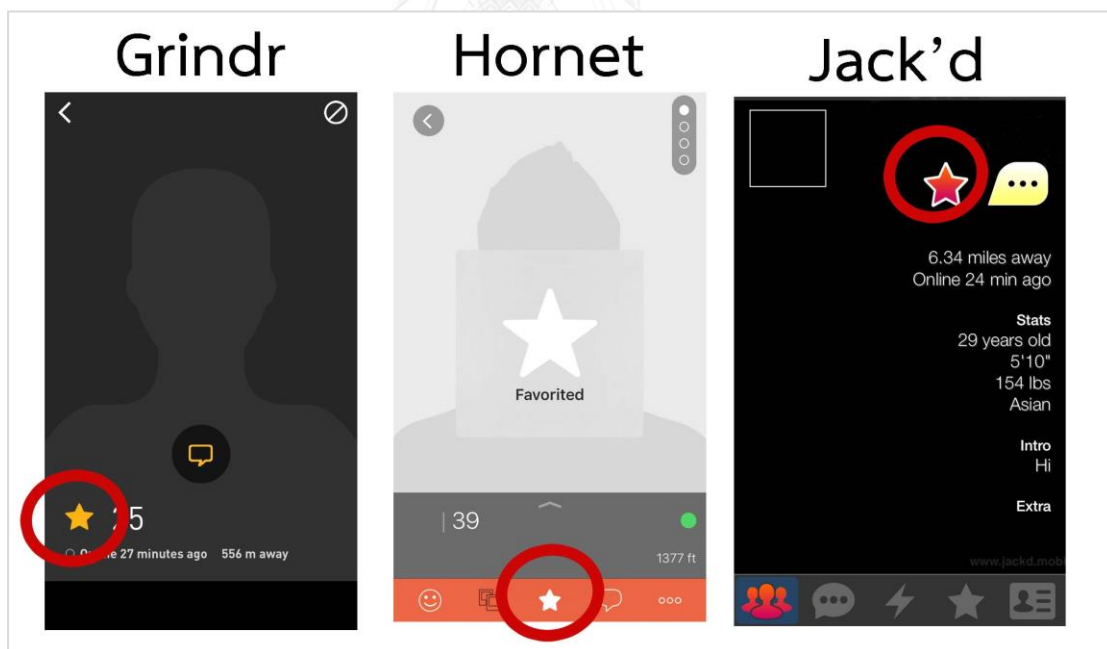 Grindr
25
Online 27 minutes ago 556 m away
Hornet
Favorited
39
1377 ft
Jack'd
6.34 miles away
Online 24 min ago
Stats
29 years old
5'10"
154 lbs
Asian
Intro
Hi
Extra
www.jackd.mobi